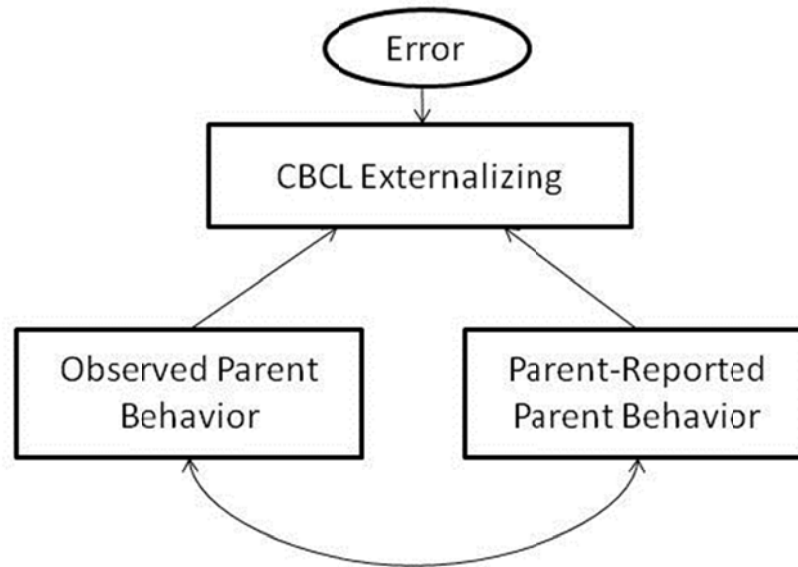 Error
CBCL Externalizing
Observed Parent
Behavior
Parent-Reported
Parent Behavior